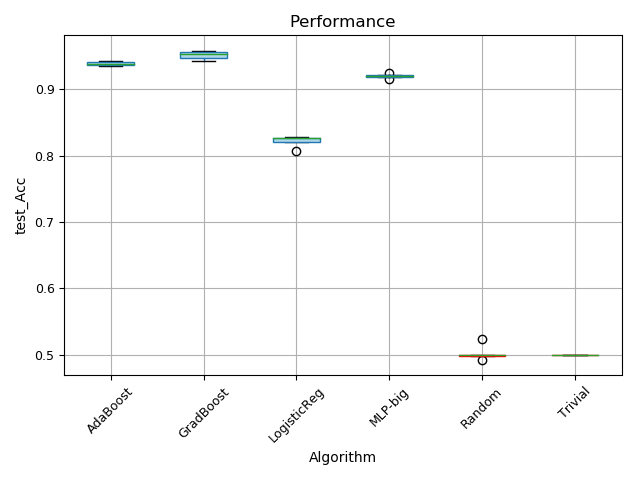 Performance
test_Acc
0.9
0.8
0.7
0.6
0.5
AdaBoost
GradBoost
LogisticReg
MLP-big
Random
Trivial
Algorithm